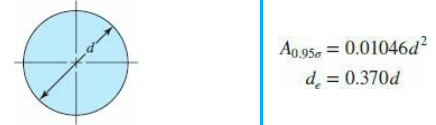 d
A₀.₉₅σ = 0.01046d²
dₑ = 0.370d